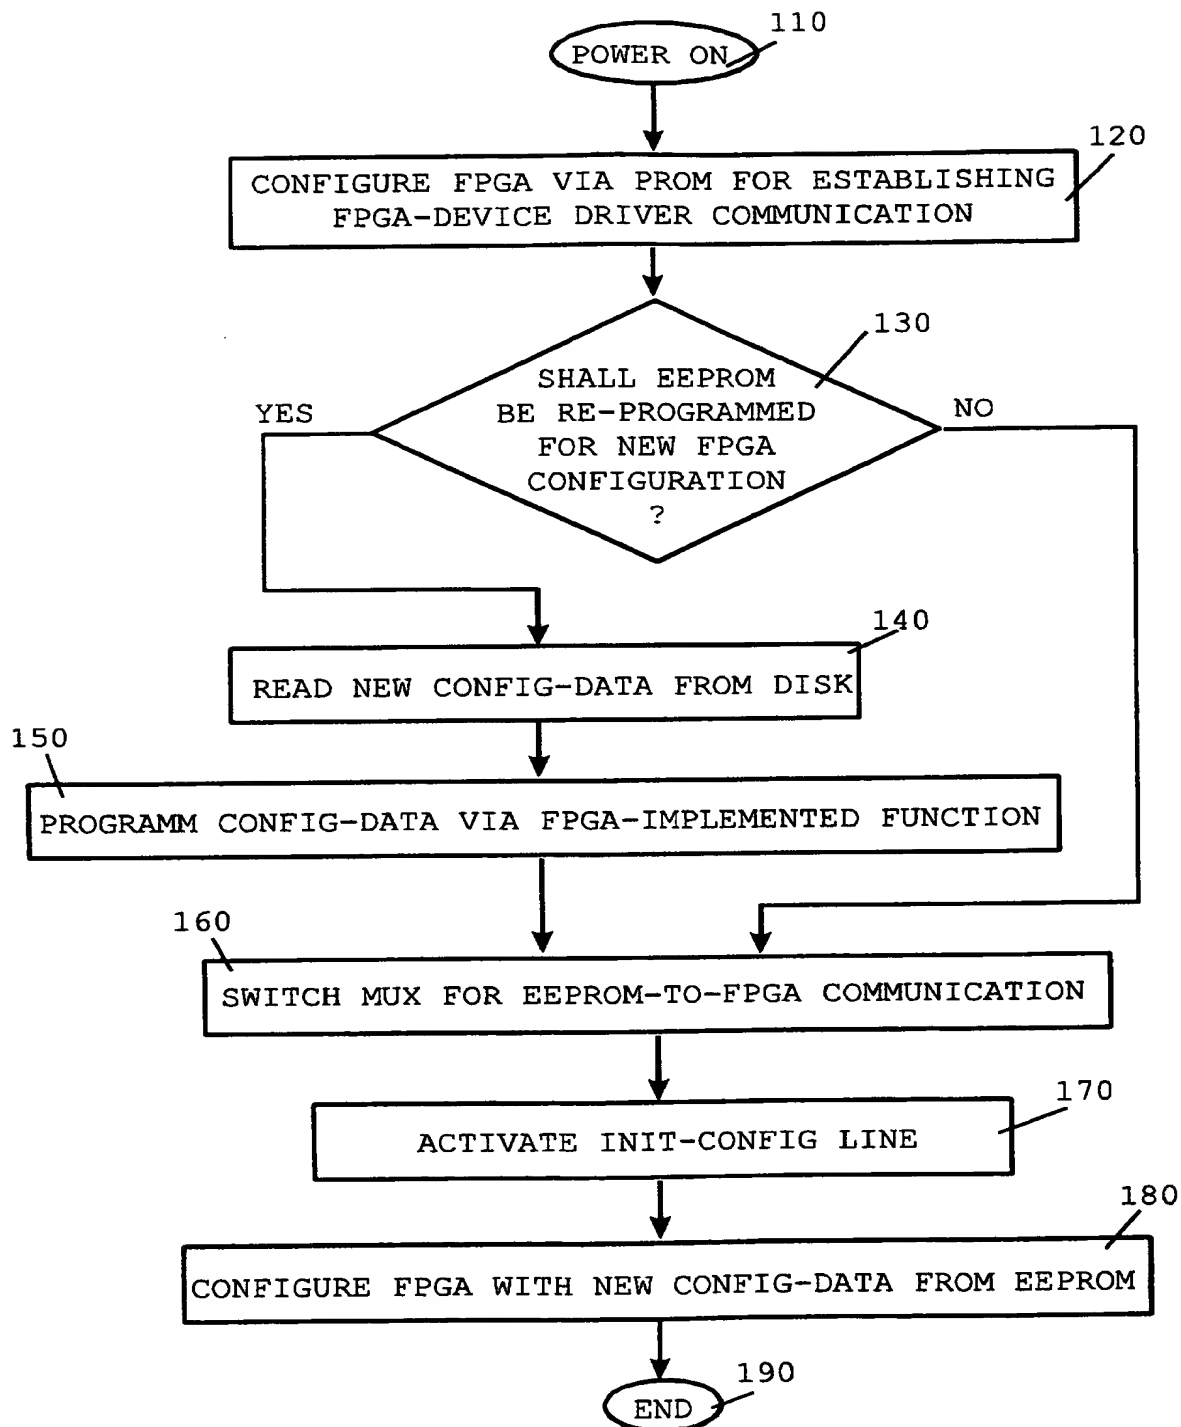 110
POWER ON
120
CONFIGURE FPGA VIA PROM FOR ESTABLISHING
FPGA-DEVICE DRIVER COMMUNICATION
130
SHALL EEPROM
BE RE-PROGRAMMED
FOR NEW FPGA
CONFIGURATION
?
YES
NO
140
READ NEW CONFIG-DATA FROM DISK
150
PROGRAMM CONFIG-DATA VIA FPGA-IMPLEMENTED FUNCTION
160
SWITCH MUX FOR EEPROM-TO-FPGA COMMUNICATION
170
ACTIVATE INIT-CONFIG LINE
180
CONFIGURE FPGA WITH NEW CONFIG-DATA FROM EEPROM
190
END